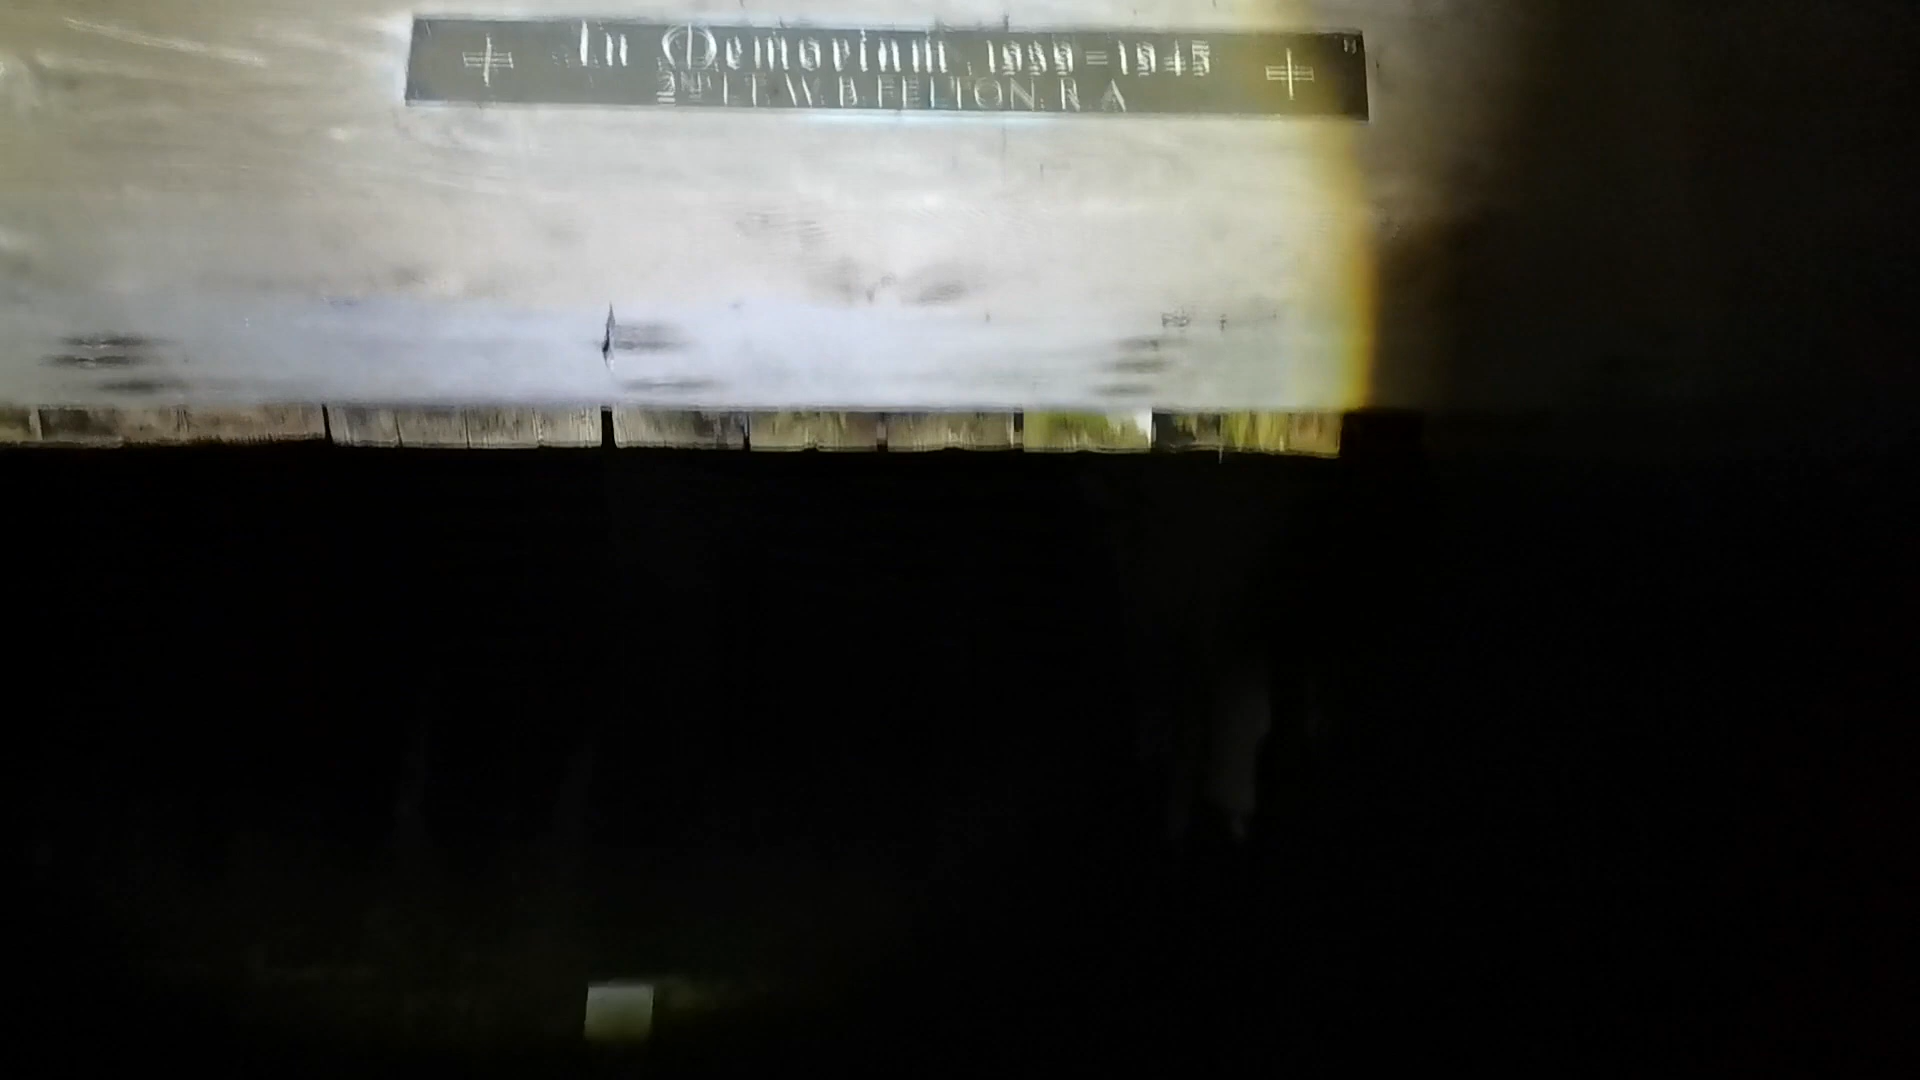 In Memoriam 1939-1945
2ND LT. W. B. FELTON. R.A